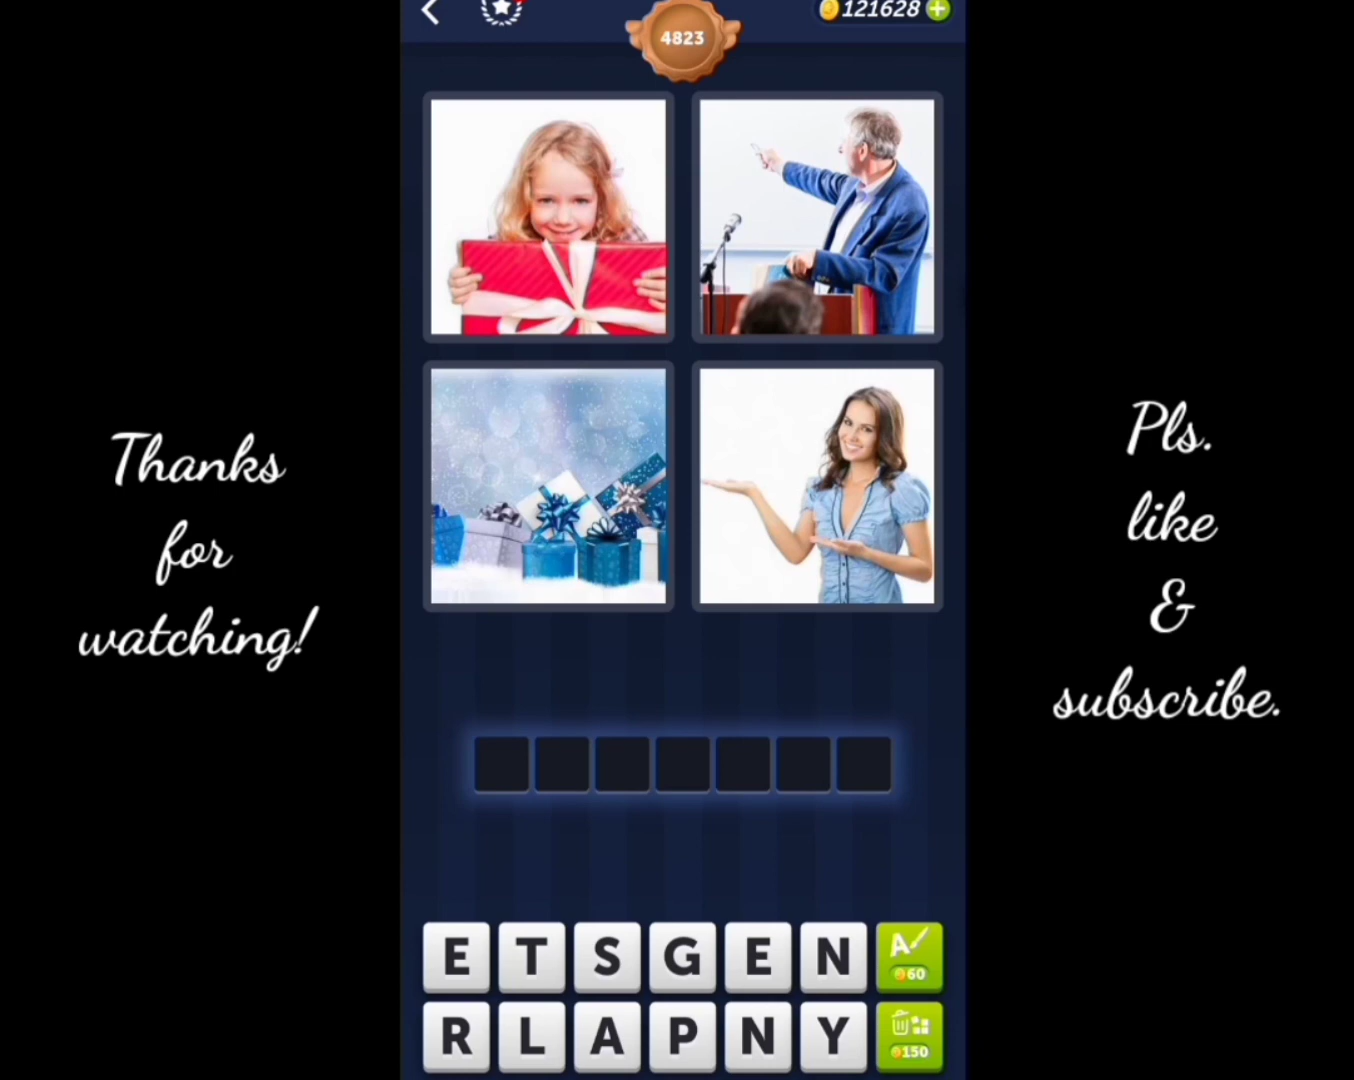 121628
4823
Thanks
for
watching!
Pls.
like
&
subscribe.
E T S G E N
A
60
R L A P N Y
150